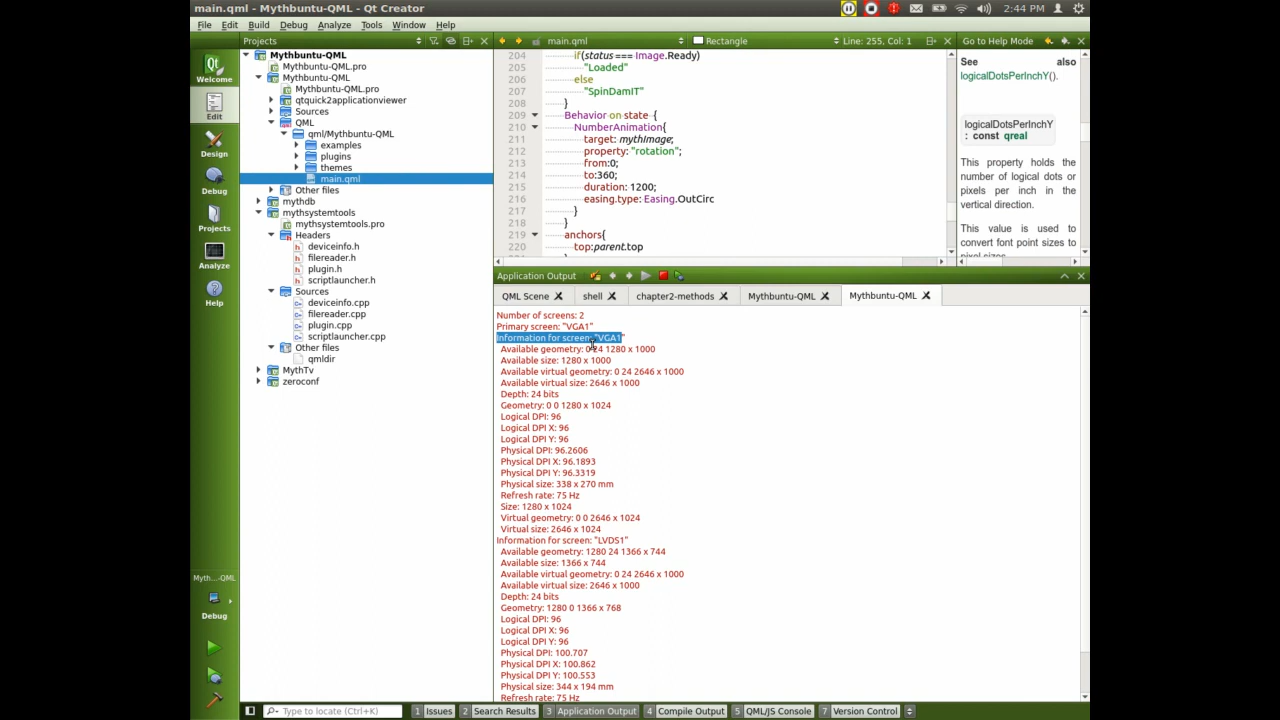 main.qml - Mythbuntu-QML - Qt Creator
2:44 PM
File Edit Build Debug Analyze Tools Window Help
Projects
main.qml
Rectangle
Line: 255, Col: 1
Go to Help Mode
Welcome
Edit
Design
Debug
Projects
Analyze
Help
Myth...-QML
Debug
Mythbuntu-QML
Mythbuntu-QML.pro
Mythbuntu-QML
Mythbuntu-QML.pro
qtquick2applicationviewer
Sources
QML
qml/Mythbuntu-QML
examples
plugins
themes
main.qml
Other files
mythdb
mythsystemtools
mythsystemtools.pro
Headers
deviceinfo.h
filereader.h
plugin.h
scriptlauncher.h
Sources
deviceinfo.cpp
filereader.cpp
plugin.cpp
scriptlauncher.cpp
Other files
qmldir
MythTv
zeroconf
204 if(status === Image.Ready)
205 "Loaded"
206 else
207 "SpinDamIT"
208 }
209 Behavior on state {
210 NumberAnimation{
211 target: mythImage;
212 property: "rotation";
213 from:0;
214 to:360;
215 duration: 1200;
216 easing.type: Easing.OutCirc
217 }
218 }
219 anchors{
220 top:parent.top
See also
logicalDotsPerInchY().
logicalDotsPerInchY
: const qreal
This property holds the
number of logical dots or
pixels per inch in the
vertical direction.
This value is used to
convert font point sizes to
pixel sizes.
Application Output
QML Scene shell chapter2-methods Mythbuntu-QML Mythbuntu-QML
Number of screens: 2
Primary screen: "VGA1"
Information for screen: "VGA1"
Available geometry: 0 24 1280 x 1000
Available size: 1280 x 1000
Available virtual geometry: 0 24 2646 x 1000
Available virtual size: 2646 x 1000
Depth: 24 bits
Geometry: 0 0 1280 x 1024
Logical DPI: 96
Logical DPI X: 96
Logical DPI Y: 96
Physical DPI: 96.2606
Physical DPI X: 96.1893
Physical DPI Y: 96.3319
Physical size: 338 x 270 mm
Refresh rate: 75 Hz
Size: 1280 x 1024
Virtual geometry: 0 0 2646 x 1024
Virtual size: 2646 x 1024
Information for screen: "LVDS1"
Available geometry: 1280 24 1366 x 744
Available size: 1366 x 744
Available virtual geometry: 0 24 2646 x 1000
Available virtual size: 2646 x 1000
Depth: 24 bits
Geometry: 1280 0 1366 x 768
Logical DPI: 96
Logical DPI X: 96
Logical DPI Y: 96
Physical DPI: 100.707
Physical DPI X: 100.862
Physical DPI Y: 100.553
Physical size: 344 x 194 mm
Refresh rate: 75 Hz
Type to locate (Ctrl+K)
1 Issues 2 Search Results 3 Application Output 4 Compile Output 5 QML/JS Console 7 Version Control